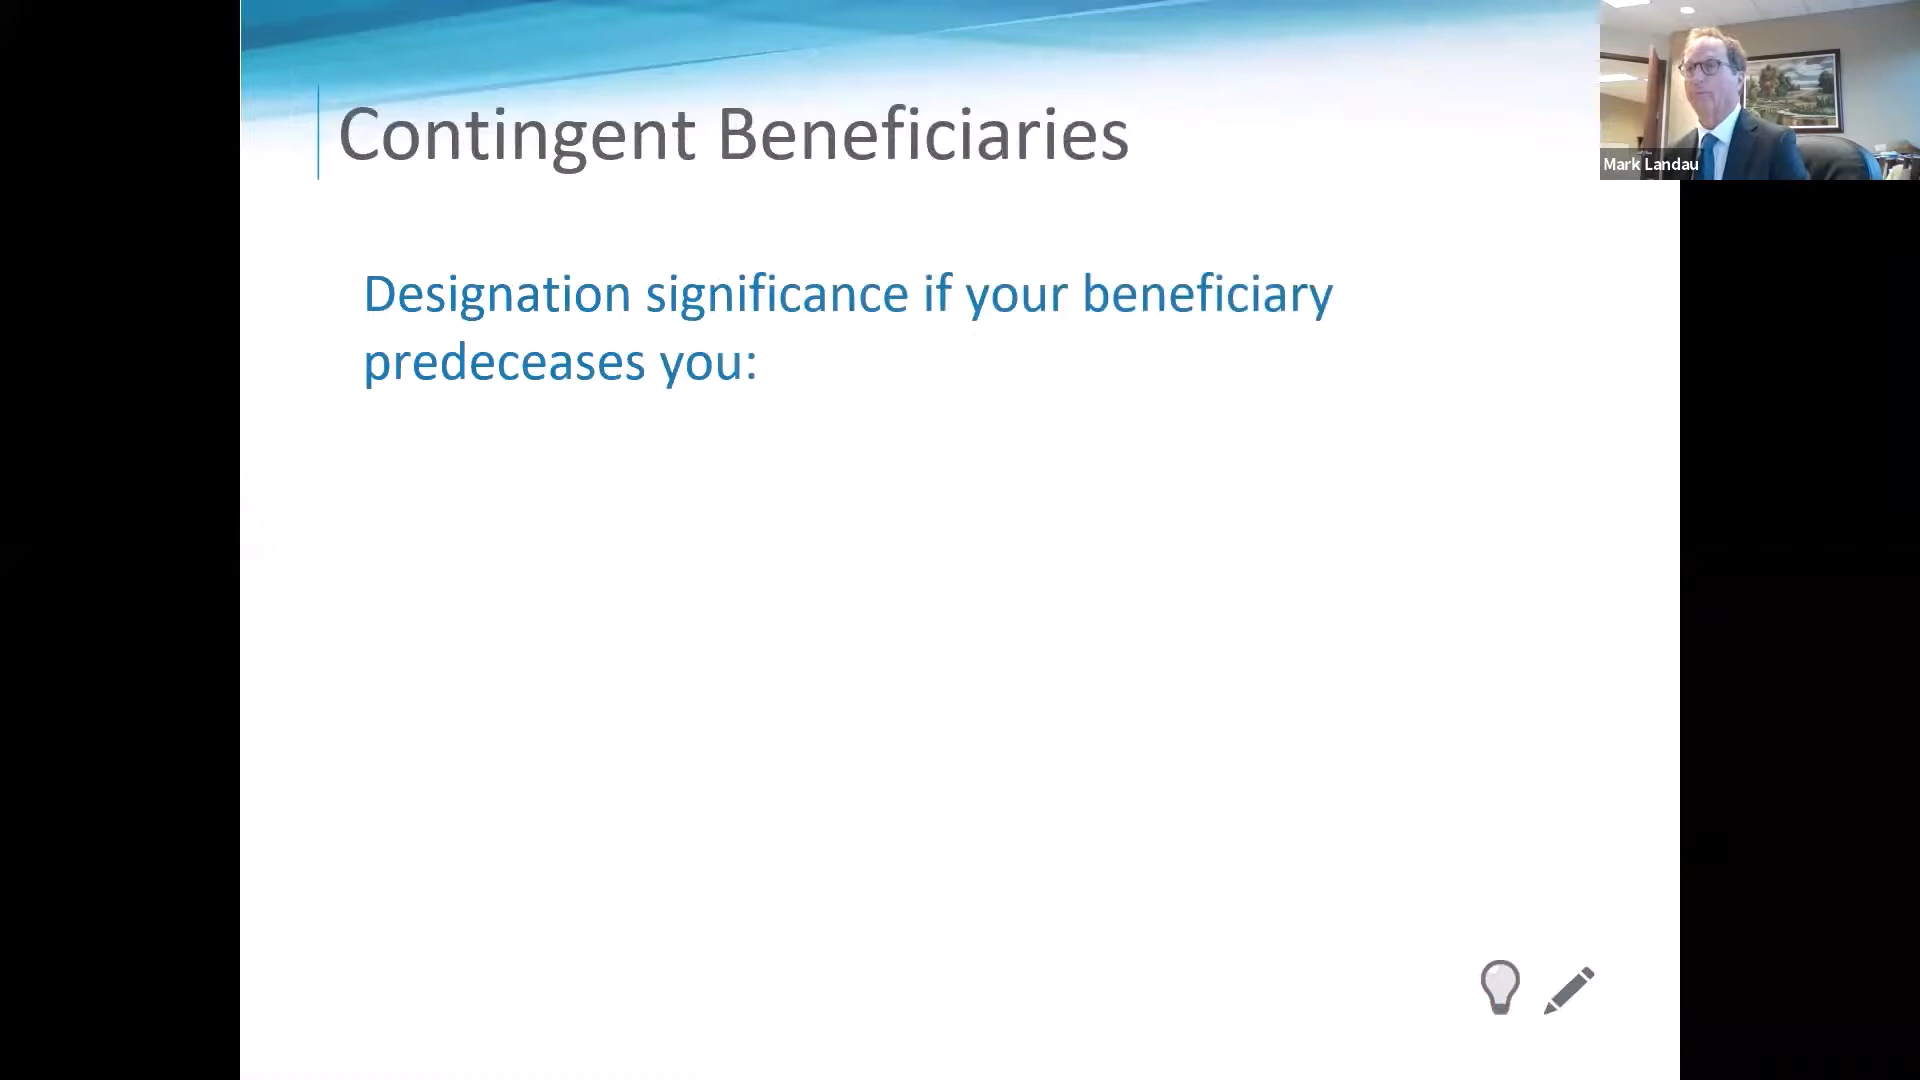 Contingent Beneficiaries
Mark Landau
Designation significance if your beneficiary
predeceases you: